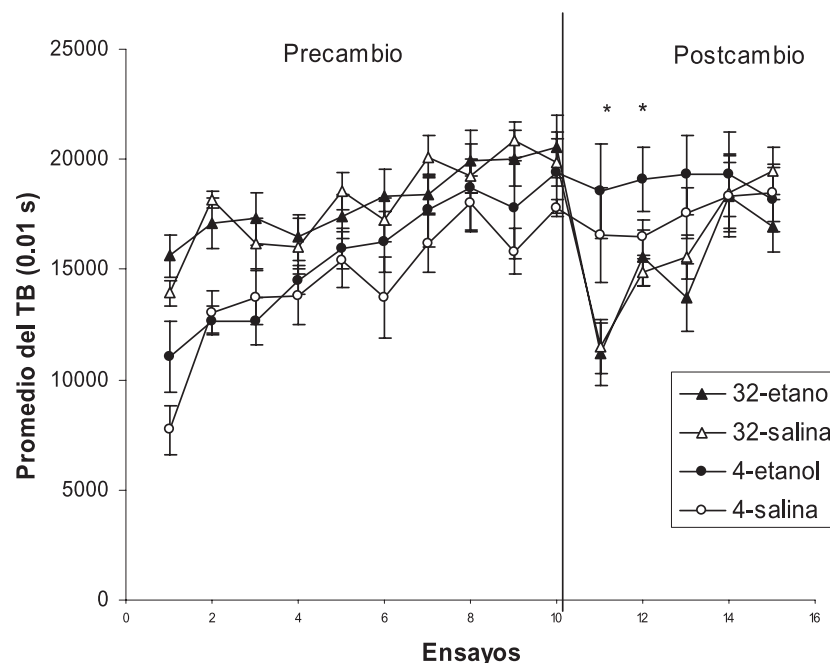 25000
20000
15000
10000
5000
0
Promedio del TB (0.01 s)
Precambio
Postcambio
* *
32-etano
32-salina
4-etanol
4-salina
0 2 4 6 8 10 12 14 16
Ensayos